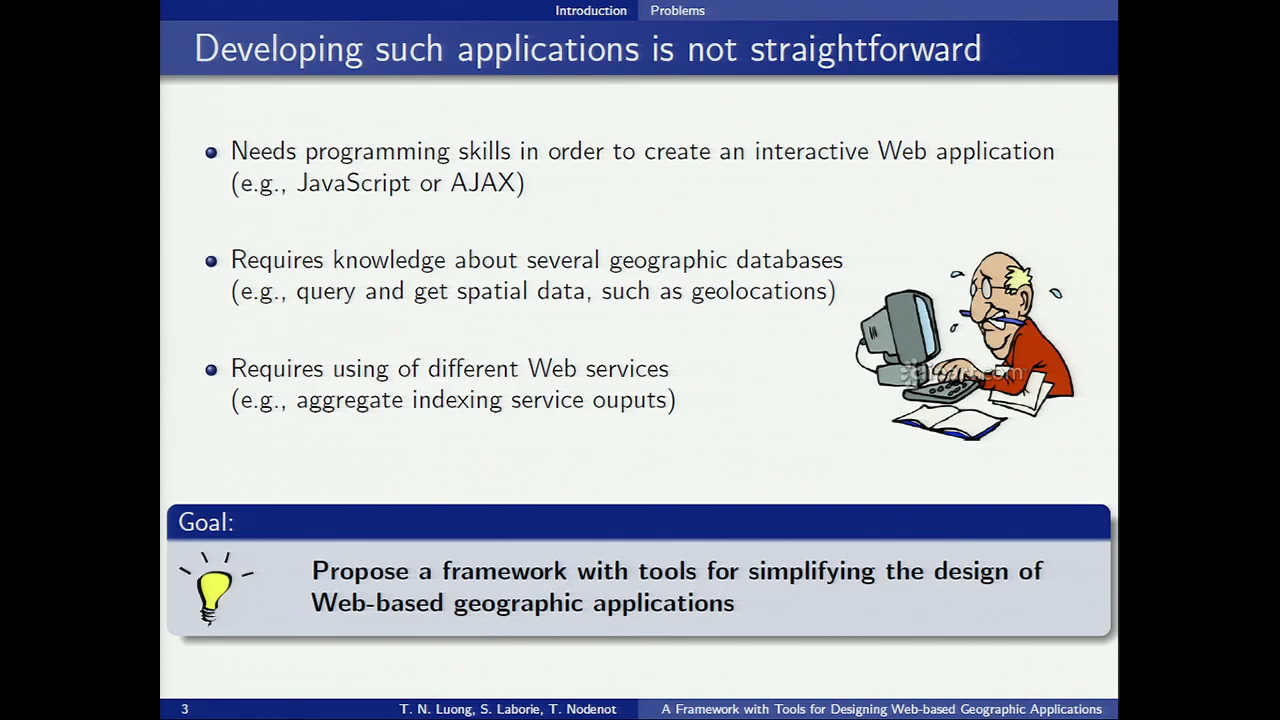 Introduction Problems
Developing such applications is not straightforward
Needs programming skills in order to create an interactive Web application
(e.g., JavaScript or AJAX)
Requires knowledge about several geographic databases
(e.g., query and get spatial data, such as geolocations)
Requires using of different Web services
(e.g., aggregate indexing service ouputs)
Goal:
Propose a framework with tools for simplifying the design of
Web-based geographic applications
3 T. N. Luong, S. Laborie, T. Nodenot A Framework with Tools for Designing Web-based Geographic Applications